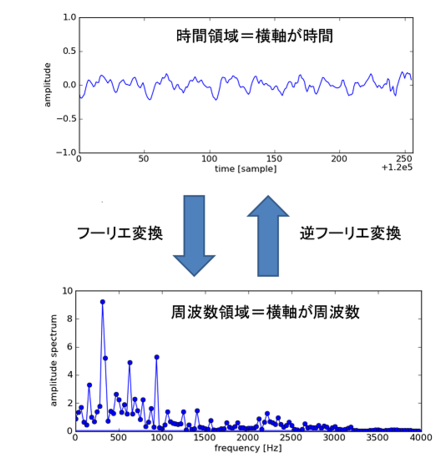 時間領域＝横軸が時間
1.0
0.5
0.0
−0.5
−1.0
amplitude
0 50 100 150 200 250
time [sample]
+1.2e5
フーリエ変換
逆フーリエ変換
周波数領域＝横軸が周波数
10
8
6
4
2
0
amplitude spectrum
0 500 1000 1500 2000 2500 3000 3500 4000
frequency [Hz]